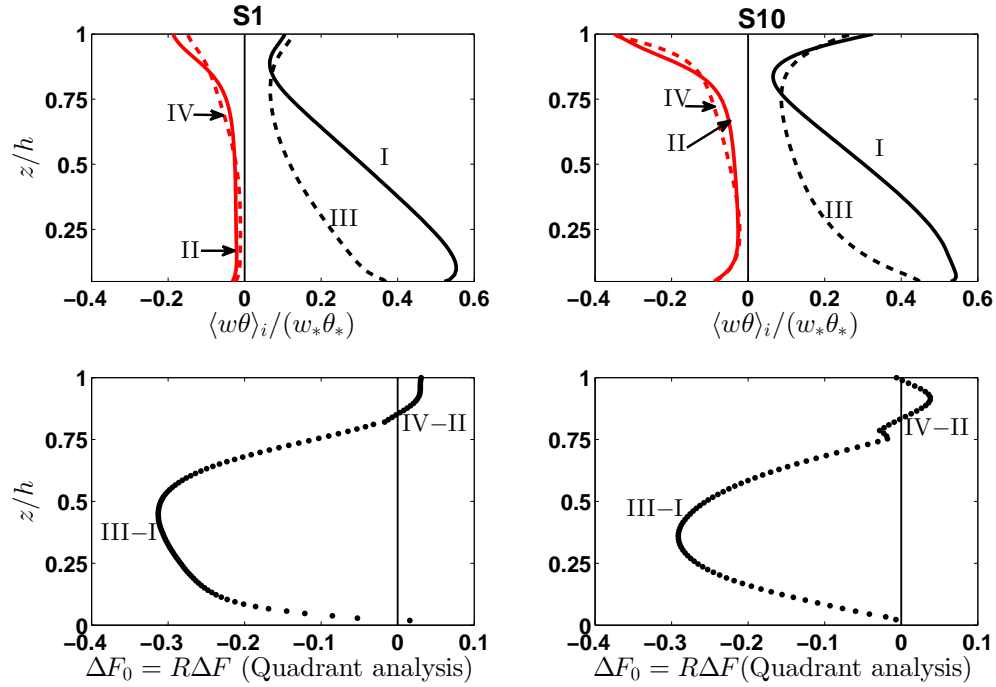 S1
S10
1
0.75
0.5
0.25
z/h
IV
II
I
III
−0.4 −0.2 0 0.2 0.4 0.6
⟨wθ⟩i/(w∗θ∗)
1
0.75
0.5
0.25
IV
II
I
III
−0.4 −0.2 0 0.2 0.4 0.6
⟨wθ⟩i/(w∗θ∗)
1
0.75
0.5
0.25
0
z/h
IV−II
III−I
−0.4 −0.3 −0.2 −0.1 0 0.1
ΔF0 = RΔF (Quadrant analysis)
1
0.75
0.5
0.25
0
IV−II
III−I
−0.4 −0.3 −0.2 −0.1 0 0.1
ΔF0 = RΔF(Quadrant analysis)